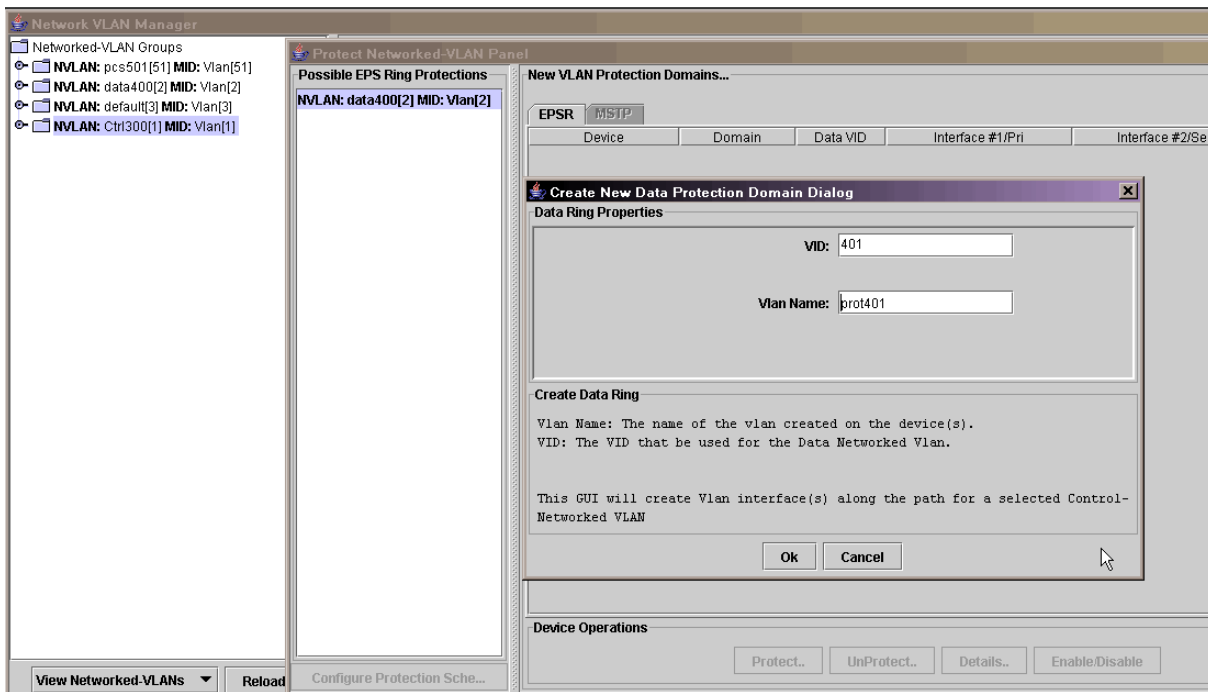 Network VLAN Manager
Networked-VLAN Groups
NVLAN: pcs501[51] MID: Vlan[51]
NVLAN: data400[2] MID: Vlan[2]
NVLAN: default[3] MID: Vlan[3]
NVLAN: Ctrl300[1] MID: Vlan[1]
View Networked-VLANs
Reload
Protect Networked-VLAN Panel
Possible EPS Ring Protections
NVLAN: data400[2] MID: Vlan[2]
Configure Protection Sche...
New VLAN Protection Domains...
EPSR MSTP
Device Domain Data VID Interface #1/Pri Interface #2/Se
Create New Data Protection Domain Dialog
Data Ring Properties
VID: 401
Vlan Name: prot401
Create Data Ring
Vlan Name: The name of the vlan created on the device(s).
VID: The VID that be used for the Data Networked Vlan.
This GUI will create Vlan interface(s) along the path for a selected Control-
Networked VLAN
Ok Cancel
Device Operations
Protect.. UnProtect.. Details.. Enable/Disable